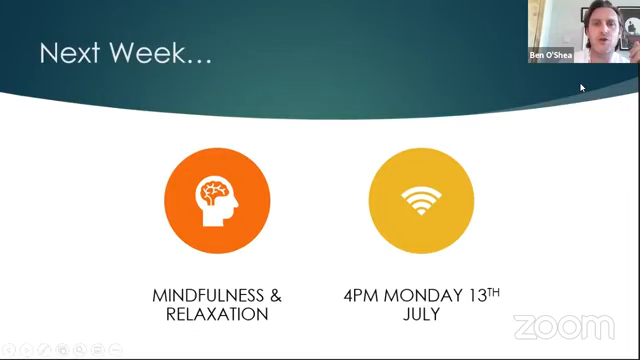 Next Week...
Ben O'Shea
MINDFULNESS &
RELAXATION
4PM MONDAY 13TH
JULY
zoom